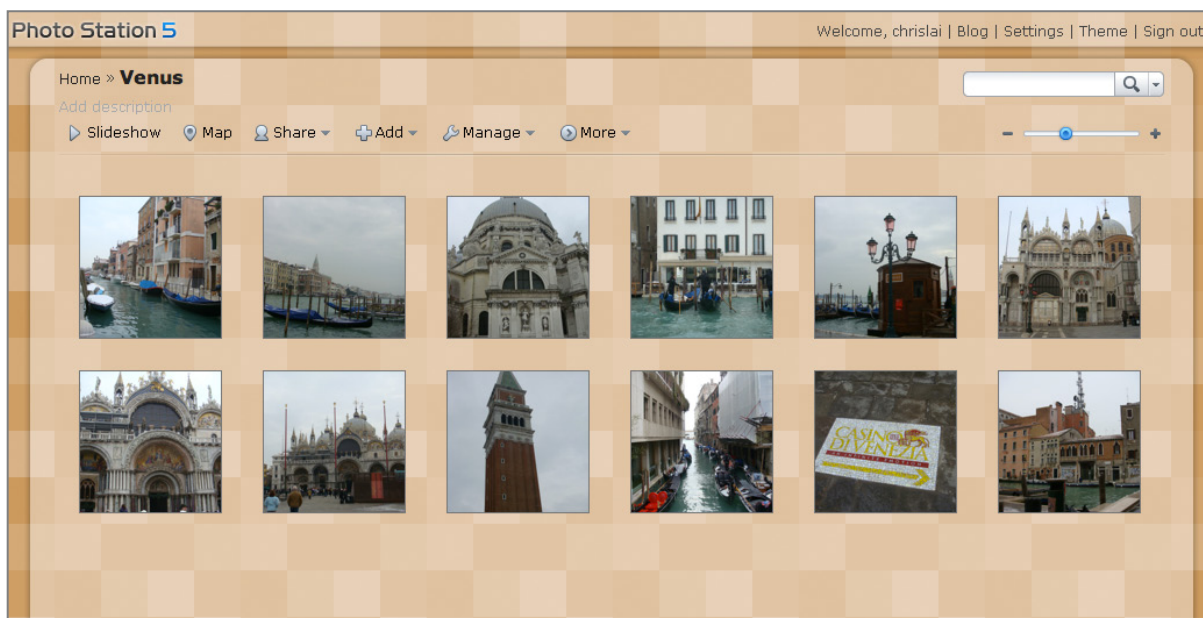 Photo Station 5
Welcome, chrislai | Blog | Settings | Theme | Sign out
Home » Venus
Add description
Slideshow Map Share Add Manage More
CASINO
DI VENEZIA